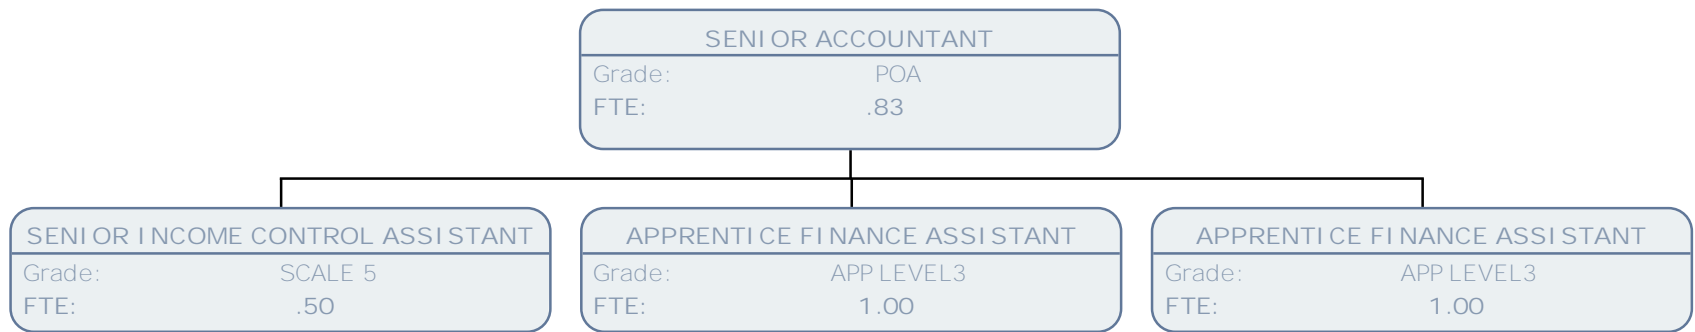 SENIOR ACCOUNTANT
Grade: POA
FTE: .83
SENIOR INCOME CONTROL ASSISTANT
Grade: SCALE 5
FTE: .50
APPRENTICE FINANCE ASSISTANT
Grade: APP LEVEL3
FTE: 1.00
APPRENTICE FINANCE ASSISTANT
Grade: APP LEVEL3
FTE: 1.00